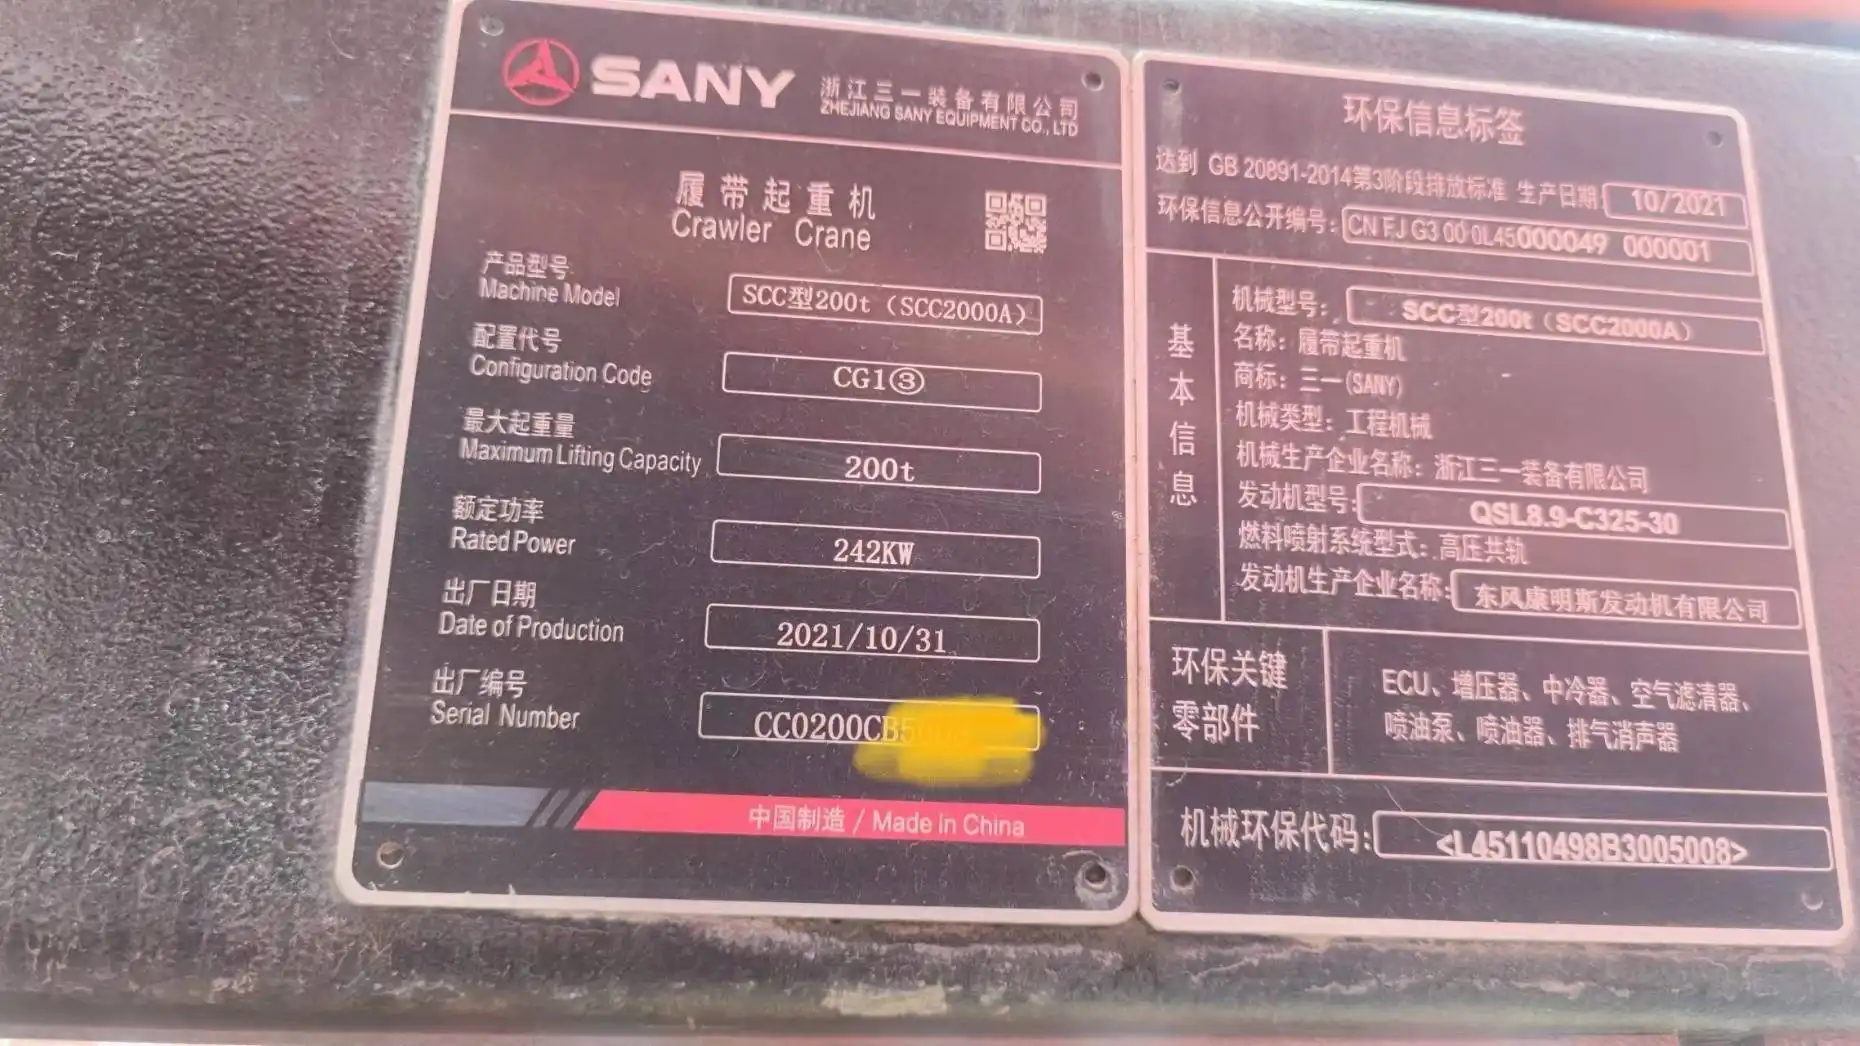 SANY 浙江三一装备有限公司
ZHEJIANG SANY EQUIPMENT CO., LTD
履带起重机
Crawler Crane
产品型号
Machine Model
SCC型200t（SCC2000A）
配置代号
Configuration Code
CG1③
最大起重量
Maximum Lifting Capacity
200t
额定功率
Rated Power
242KW
出厂日期
Date of Production
2021/10/31
出厂编号
Serial Number
CC0200CB5
中国制造 / Made in China
环保信息标签
达到 GB 20891-2014第3阶段排放标准 生产日期: 10/2021
环保信息公开编号: CN FJ G3 00 0L45000049 000001
基本信息
机械型号: SCC型200t（SCC2000A）
名称: 履带起重机
商标: 三一(SANY)
机械类型: 工程机械
机械生产企业名称: 浙江三一装备有限公司
发动机型号: QSL8.9-C325-30
燃料喷射系统型式: 高压共轨
发动机生产企业名称: 东风康明斯发动机有限公司
环保关键
零部件
ECU、增压器、中冷器、空气滤清器、
喷油泵、喷油器、排气消声器
机械环保代码: <L45110498B3005008>